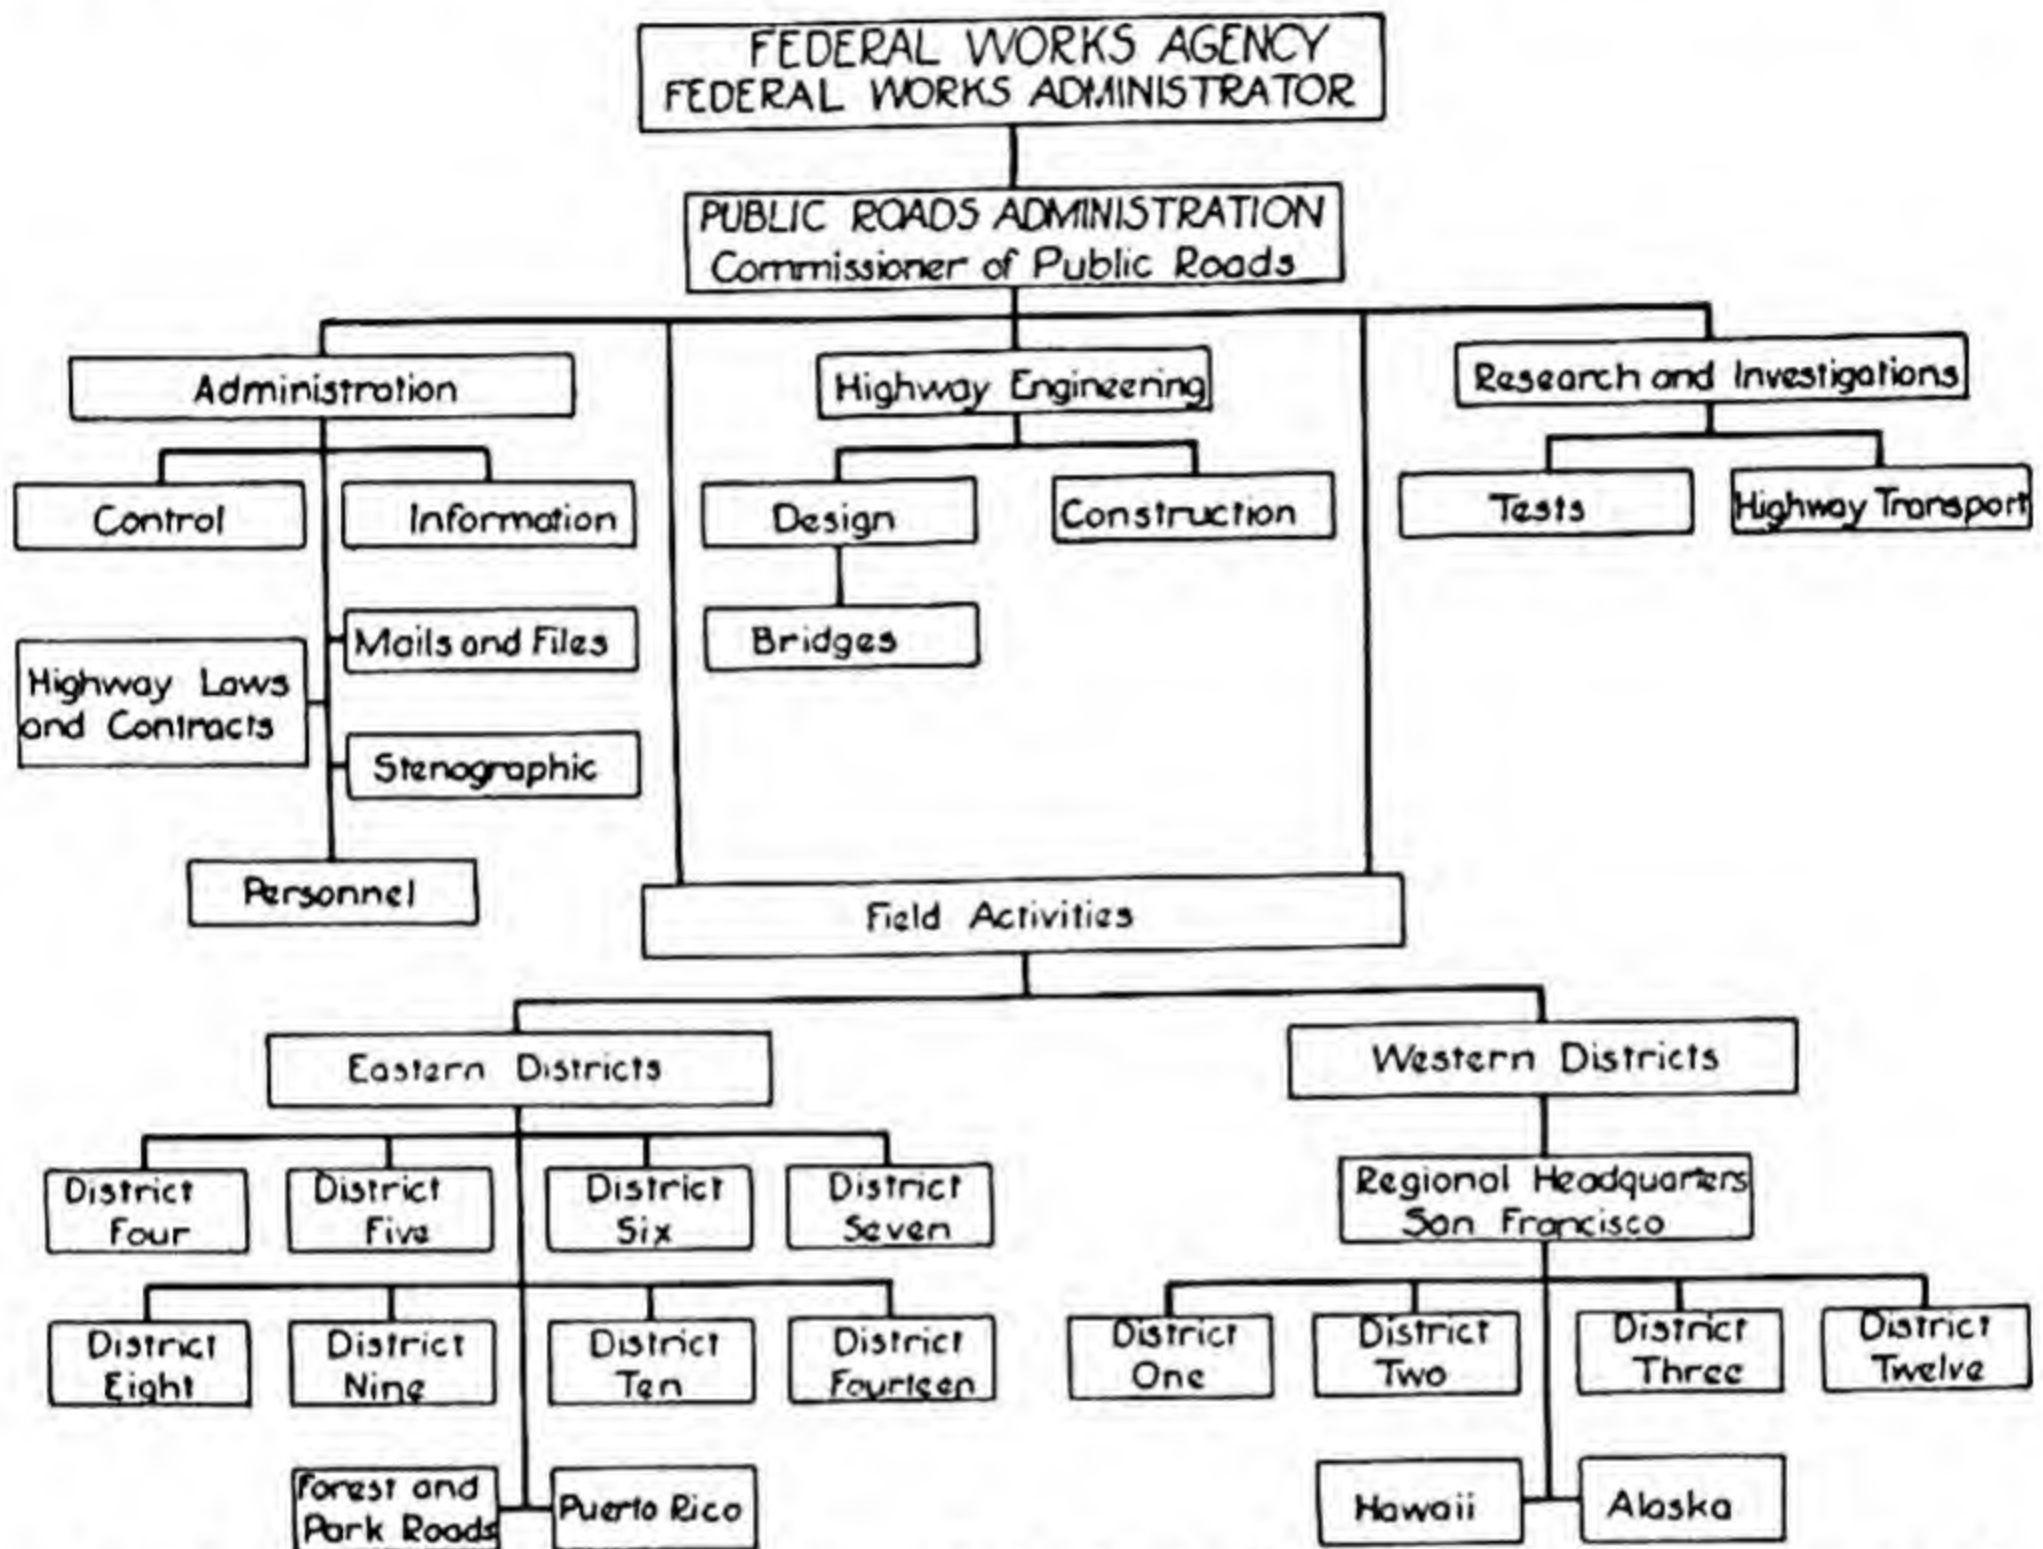 FEDERAL WORKS AGENCY
FEDERAL WORKS ADMINISTRATOR
PUBLIC ROADS ADMINISTRATION
Commissioner of Public Roads
Administration
Highway Engineering
Research and Investigations
Control
Information
Design
Construction
Tests
Highway Transport
Mails and Files
Bridges
Highway Laws
and Contracts
Stenographic
Personnel
Field Activities
Eastern Districts
Western Districts
District
Four
District
Five
District
Six
District
Seven
Regional Headquarters
San Francisco
District
Eight
District
Nine
District
Ten
District
Fourteen
District
One
District
Two
District
Three
District
Twelve
Forest and
Park Roads
Puerto Rico
Hawaii
Alaska